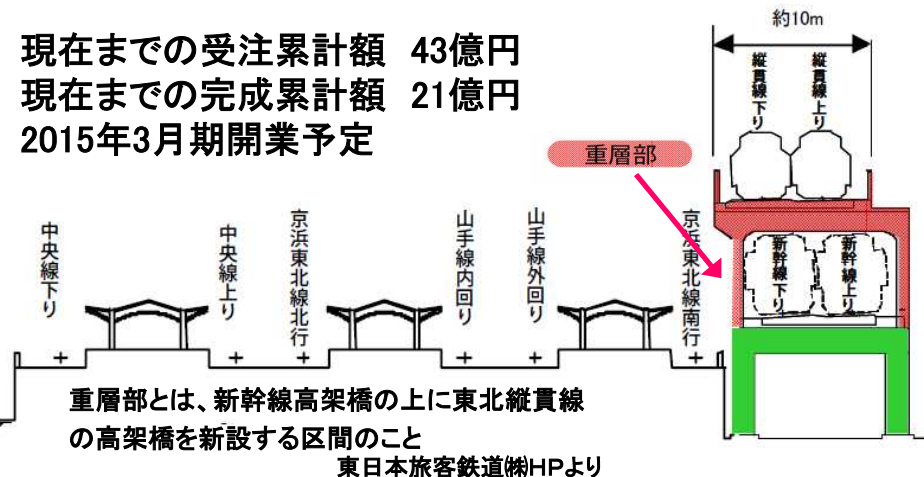 現在までの受注累計額　43億円
現在までの完成累計額　21億円
2015年3月期開業予定
約10m
縦貫線下り
縦貫線上り
重層部
中央線下り
中央線上り
京浜東北線北行
山手線内回り
山手線外回り
京浜東北線南行
新幹線下り
新幹線上り
重層部とは、新幹線高架橋の上に東北縦貫線
の高架橋を新設する区間のこと
東日本旅客鉄道㈱HPより